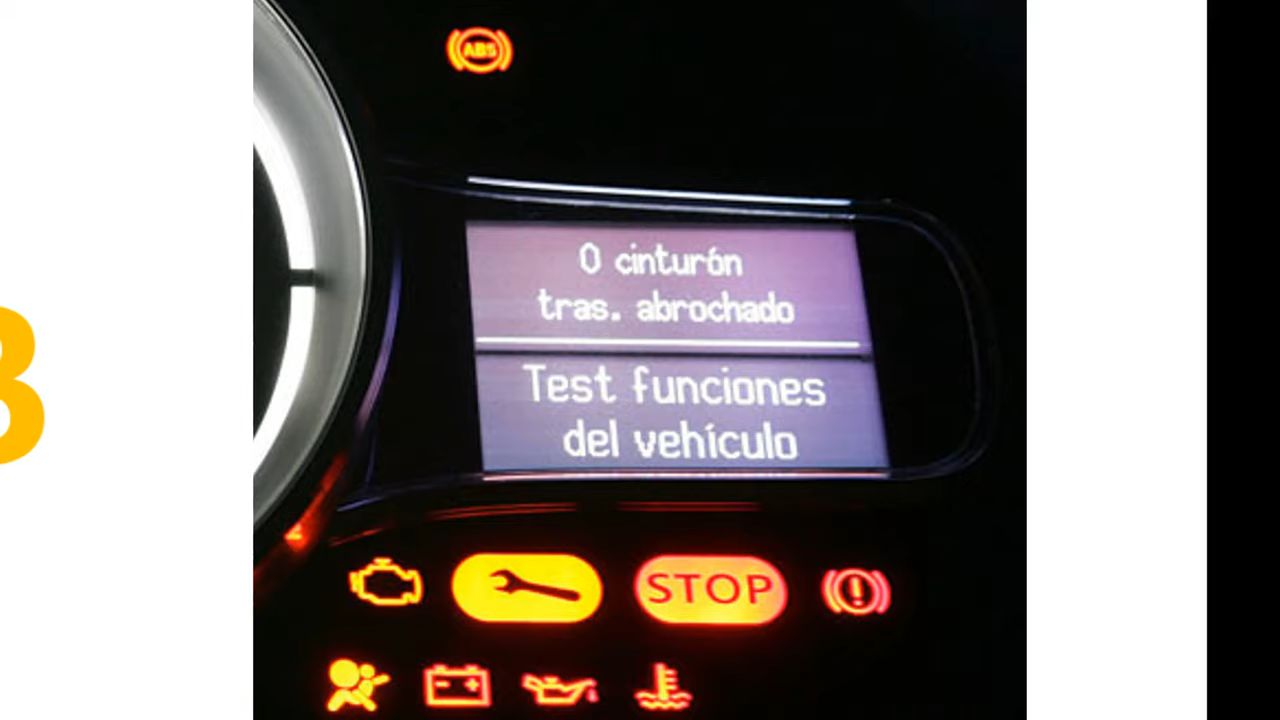 ABS
0 cinturón
tras. abrochado
Test funciones
del vehículo
STOP